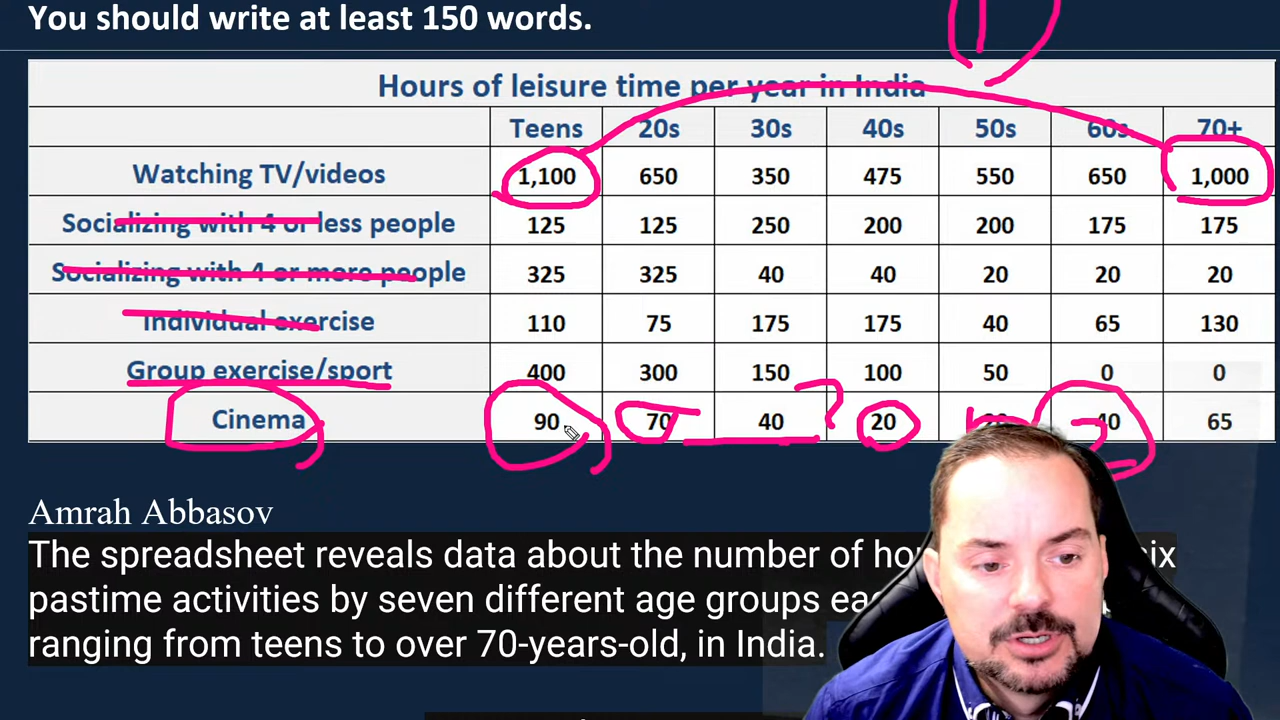 You should write at least 150 words.
Hours of leisure time per year in India
Teens 20s 30s 40s 50s 60s 70+
Watching TV/videos 1,100 650 350 475 550 650 1,000
Socializing with 4 or less people 125 125 250 200 200 175 175
Socializing with 4 or more people 325 325 40 40 20 20 20
Individual exercise 110 75 175 175 40 65 130
Group exercise/sport 400 300 150 100 50 0 0
Cinema 90 70 40 20 20 40 65
Amrah Abbasov
The spreadsheet reveals data about the number of
pastime activities by seven different age groups
ranging from teens to over 70-years-old, in India.